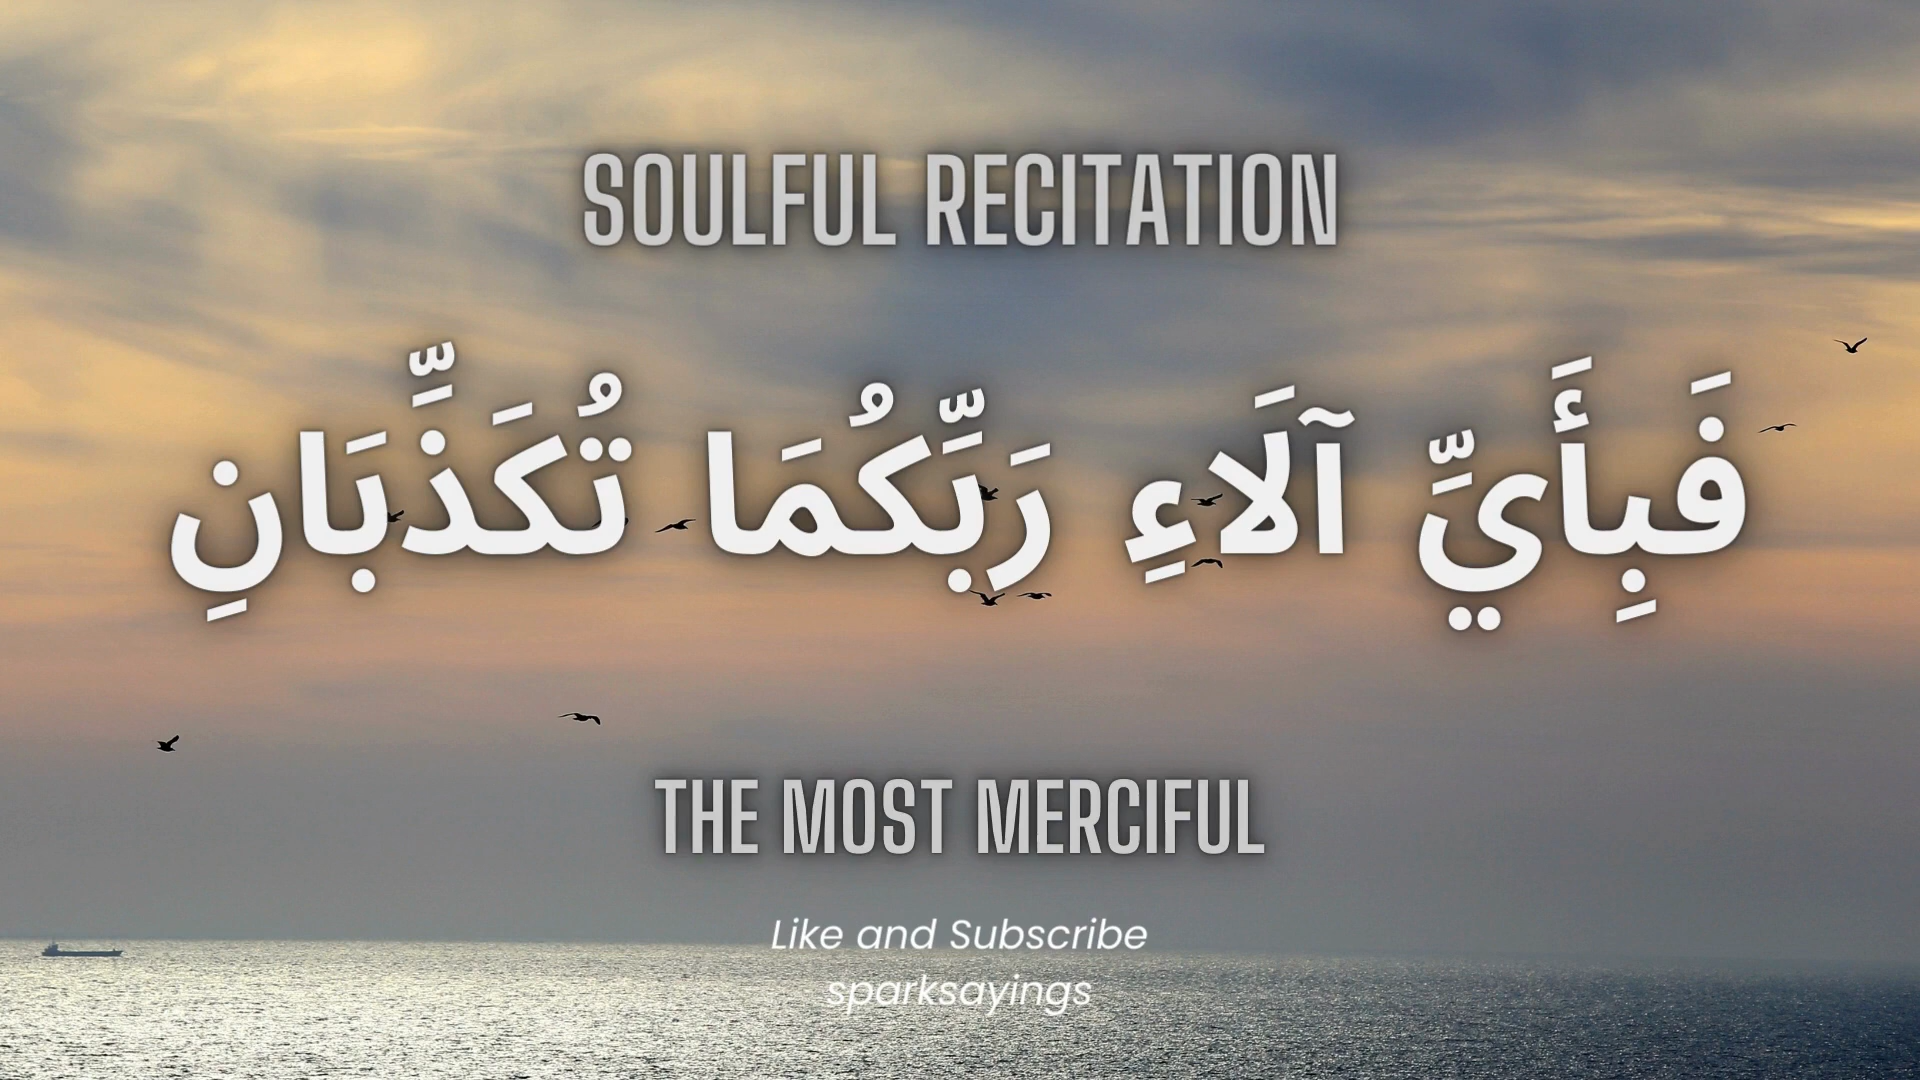 SOULFUL RECITATION
فَبِأَيِّ آلَاءِ رَبِّكُمَا تُكَذِّبَانِ
THE MOST MERCIFUL
Like and Subscribe
sparksayings